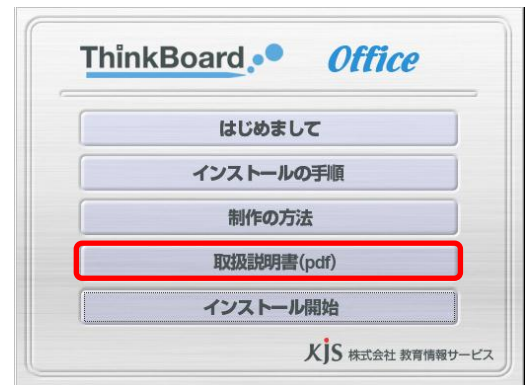 ThinkBoard Office
はじめまして
インストールの手順
制作の方法
取扱説明書(pdf)
インストール開始
KjS 株式会社 教育情報サービス